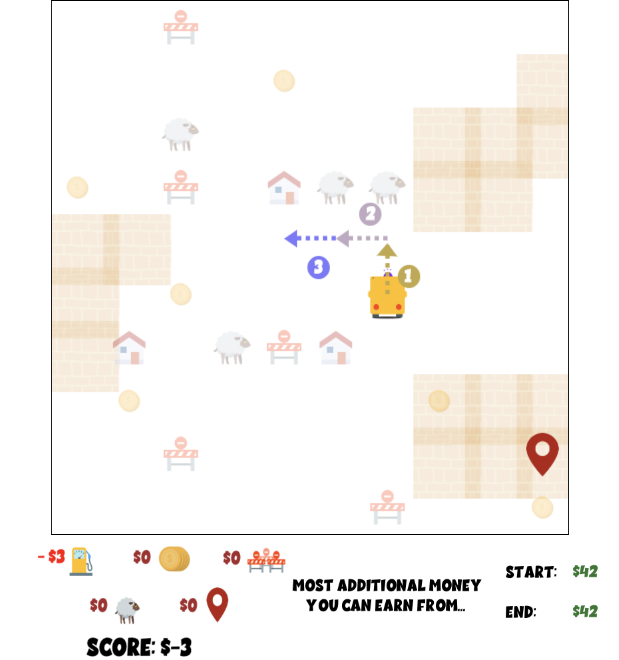 2
3
1
- $3
$0
$0
$0
$0
MOST ADDITIONAL MONEY
YOU CAN EARN FROM...
START: $42
END: $42
SCORE: $-3